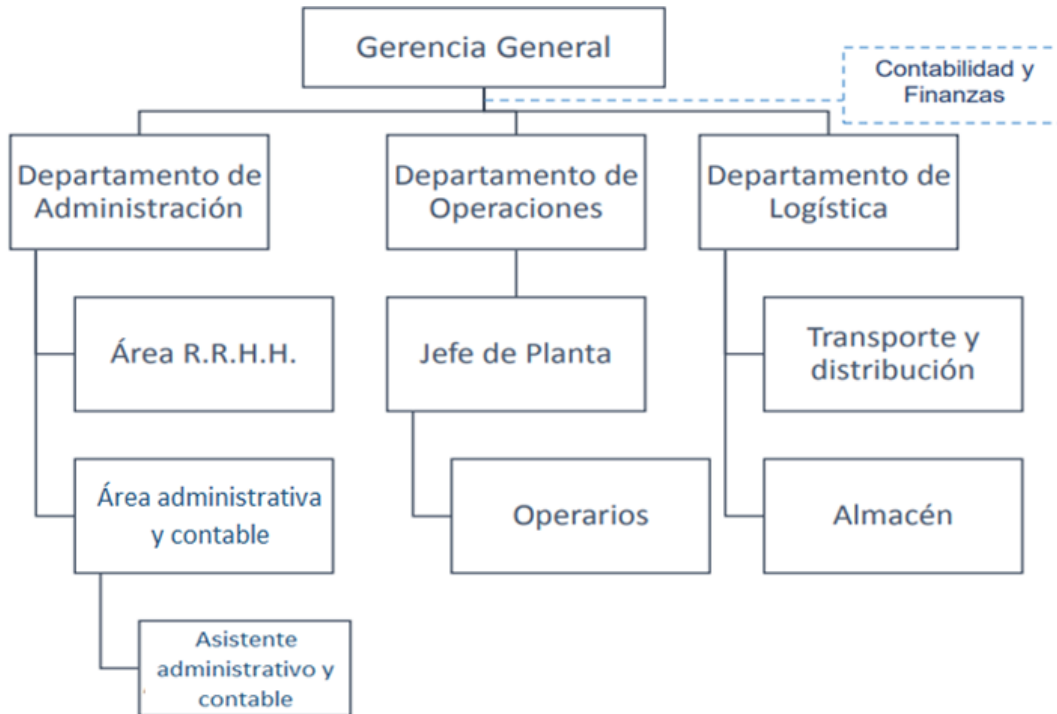 Gerencia General
Contabilidad y
Finanzas
Departamento de
Administración
Departamento de
Operaciones
Departamento de
Logística
Área R.R.H.H.
Jefe de Planta
Transporte y
distribución
Área administrativa
y contable
Operarios
Almacén
Asistente
administrativo y
contable